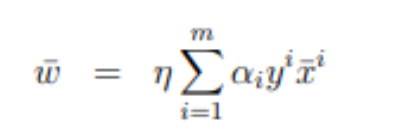 w̄ = η ∑_{i=1}^{m} α_i y^i x̄^i